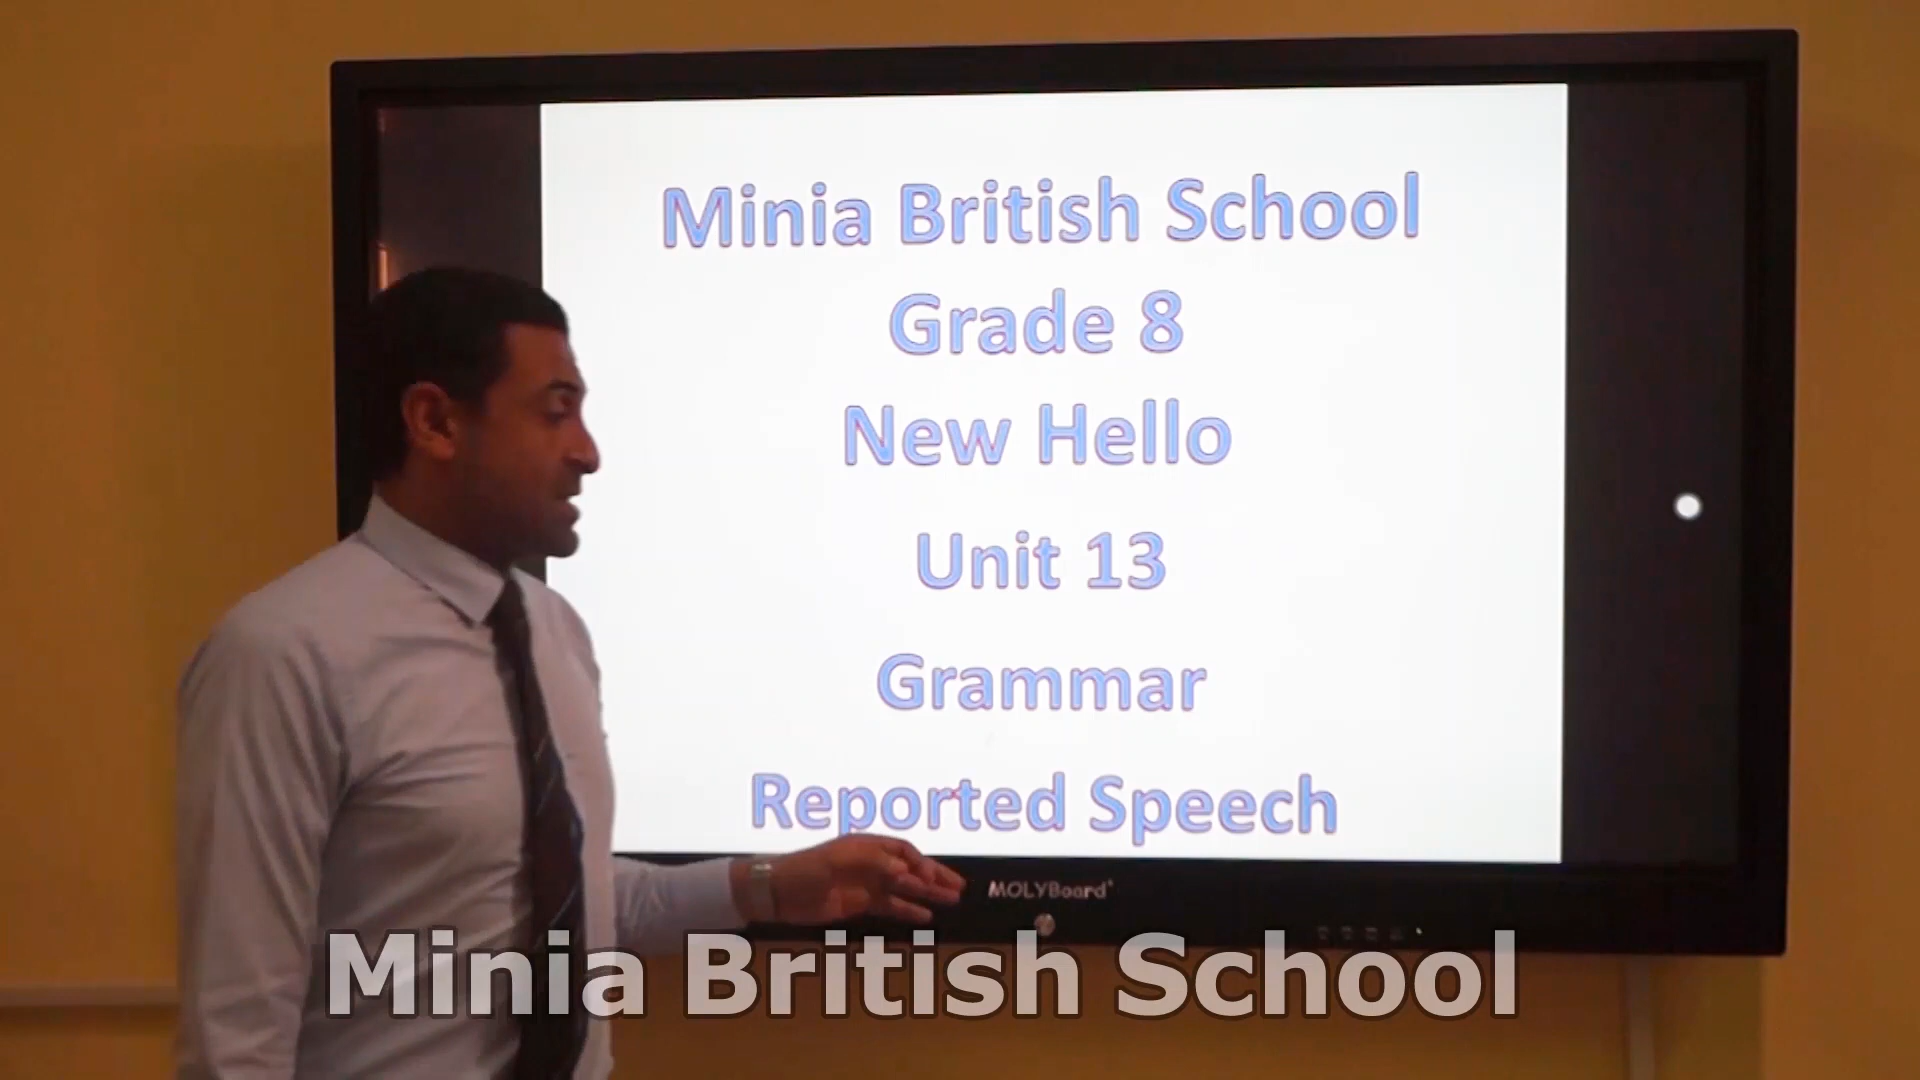 Minia British School
Grade 8
New Hello
Unit 13
Grammar
Reported Speech
MOLYBoard
Minia British School